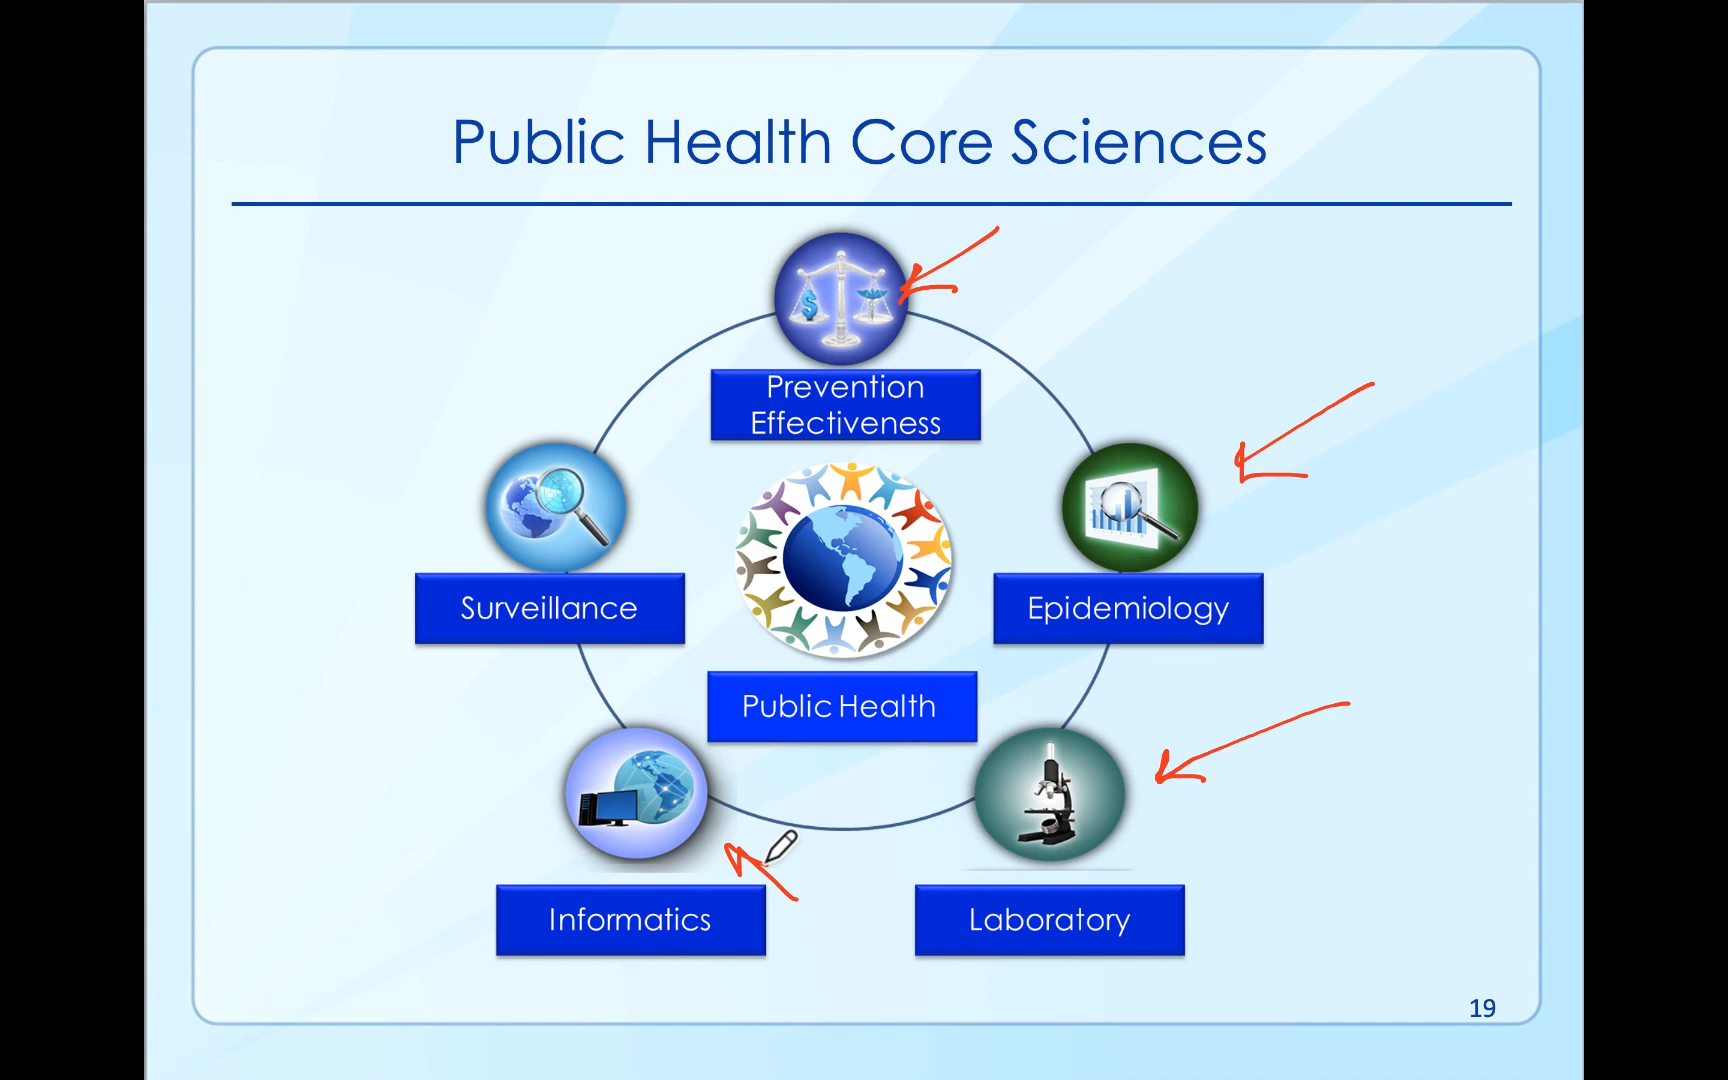 Public Health Core Sciences
$
Prevention
Effectiveness
Surveillance
Epidemiology
Public Health
Informatics
Laboratory
19